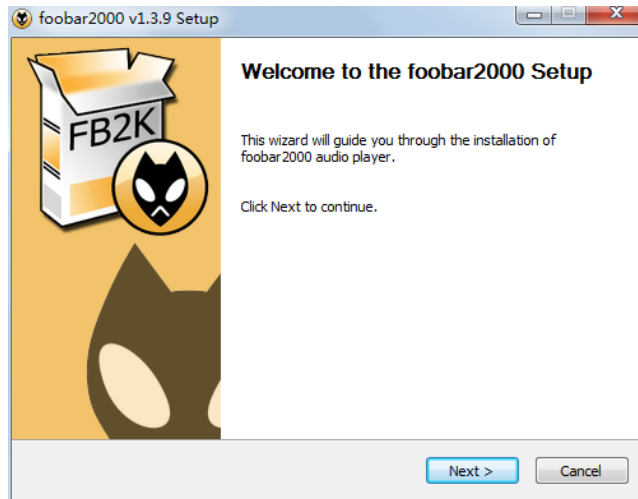 foobar2000 v1.3.9 Setup
FB2K
Welcome to the foobar2000 Setup
This wizard will guide you through the installation of
foobar2000 audio player.
Click Next to continue.
Next >
Cancel